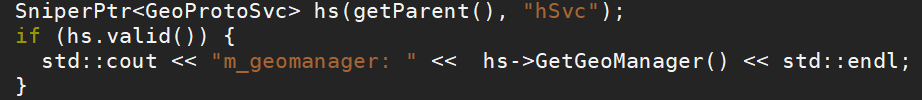 SniperPtr<GeoProtoSvc> hs(getParent(), "hSvc");
if (hs.valid()) {
  std::cout << "m_geomanager: " <<  hs->GetGeoManager() << std::endl;
}